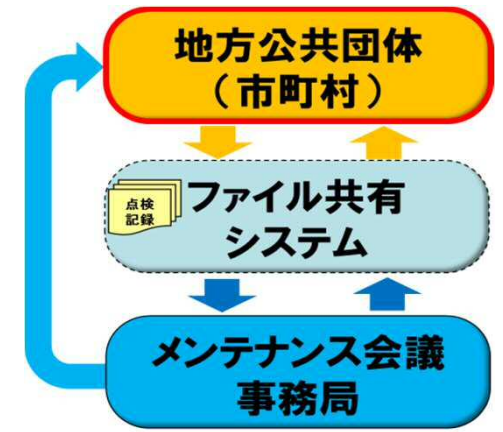 地方公共団体
（市町村）
点検
記録
ファイル共有
システム
メンテナンス会議
事務局